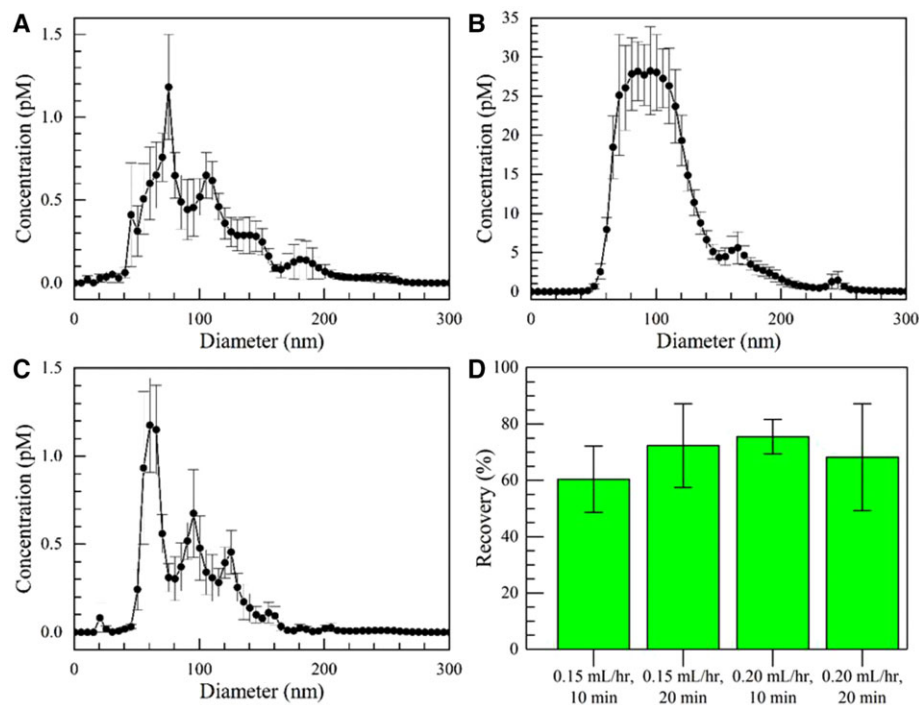 A
1.5
1.0
0.5
0.0
Concentration (pM)
0
100
200
300
Diameter (nm)
B
35
30
25
20
15
10
5
0
Concentration (pM)
0
100
200
300
Diameter (nm)
C
1.5
1.0
0.5
0.0
Concentration (pM)
0
100
200
300
Diameter (nm)
D
100
80
60
40
20
0
Recovery (%)
0.15 mL/hr, 0.15 mL/hr, 0.20 mL/hr, 0.20 mL/hr,
10 min 20 min 10 min 20 min